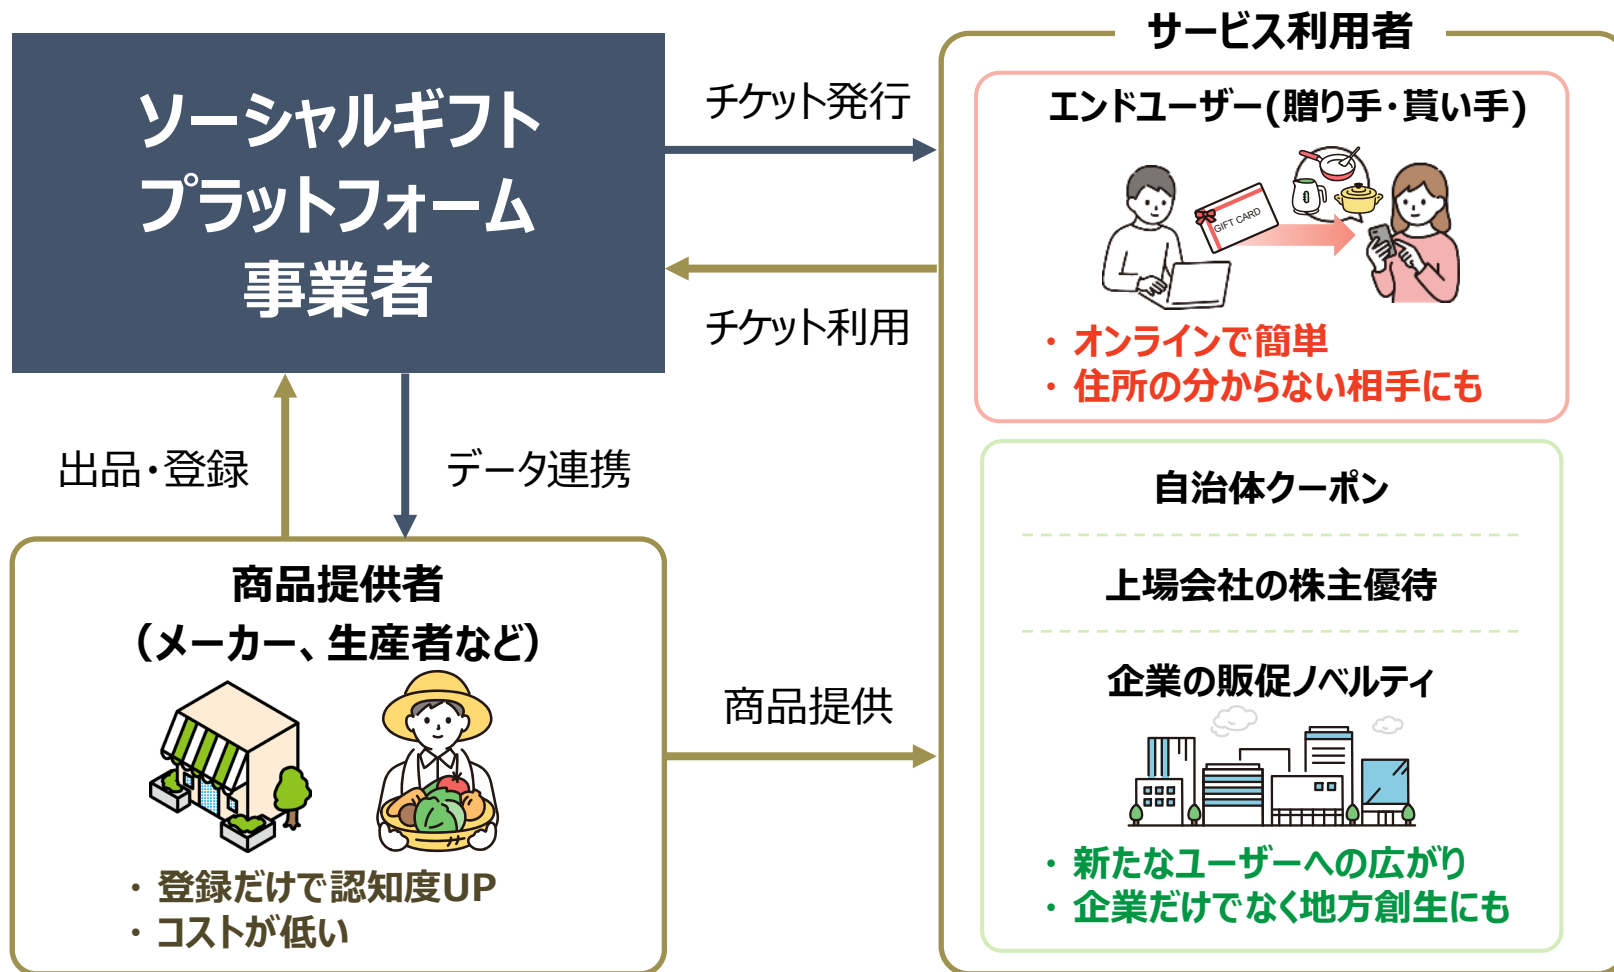 ソーシャルギフト
プラットフォーム
事業者
チケット発行
チケット利用
出品・登録
データ連携
商品提供者
（メーカー、生産者など）
・ 登録だけで認知度UP
・ コストが低い
商品提供
サービス利用者
エンドユーザー(贈り手・貰い手)
GIFT CARD
・ オンラインで簡単
・ 住所の分からない相手にも
自治体クーポン
上場会社の株主優待
企業の販促ノベルティ
・ 新たなユーザーへの広がり
・ 企業だけでなく地方創生にも